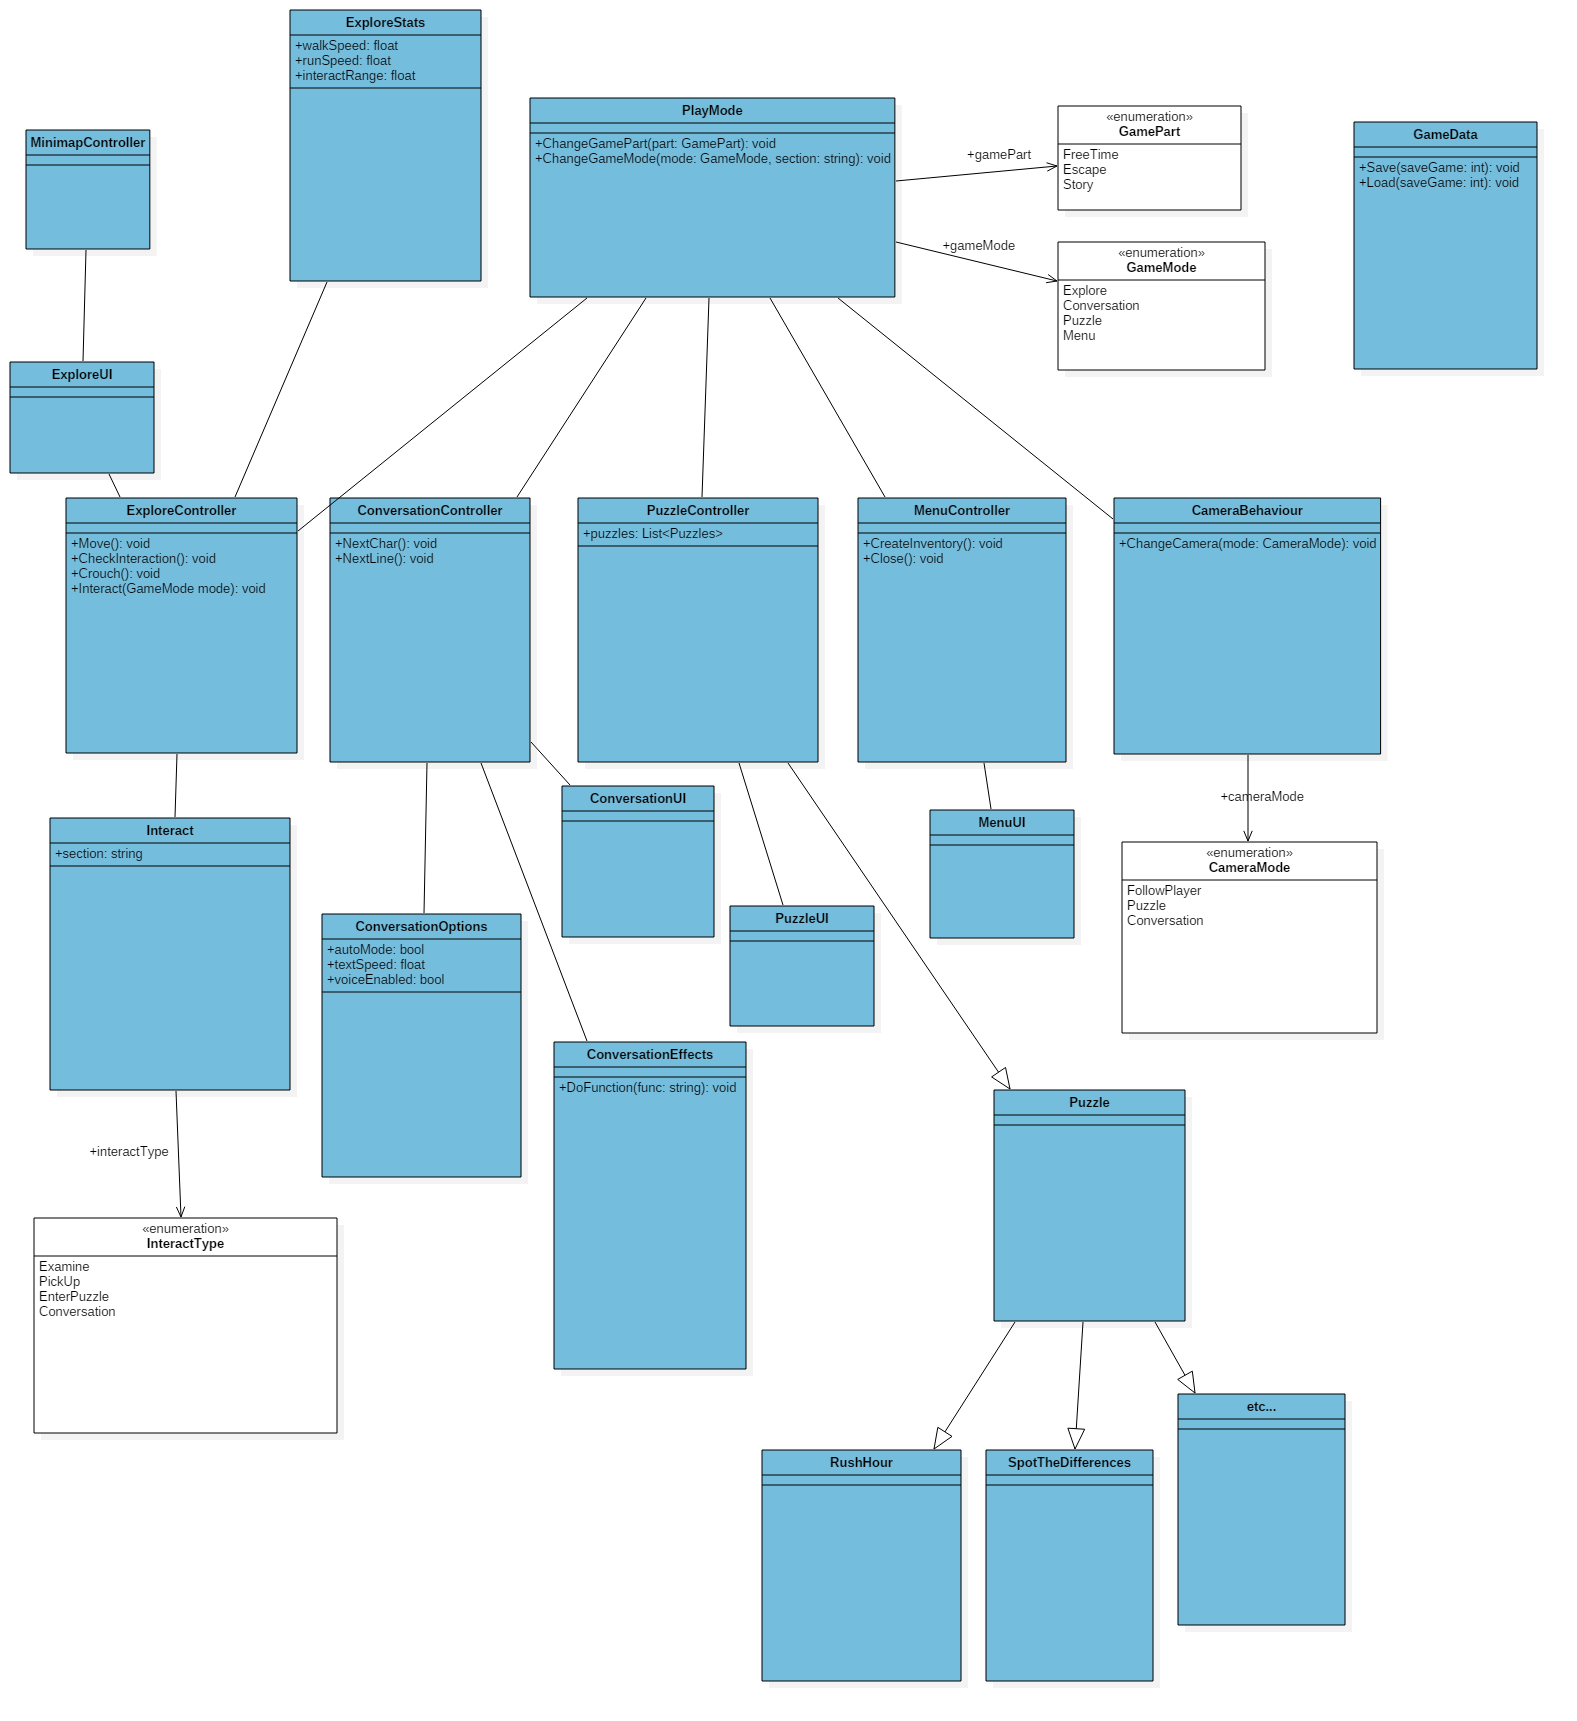 ExploreStats
+walkSpeed: float
+runSpeed: float
+interactRange: float
PlayMode
+ChangeGamePart(part: GamePart): void
+ChangeGameMode(mode: GameMode, section: string): void
+gamePart
«enumeration»
GamePart
FreeTime
Escape
Story
GameData
+Save(saveGame: int): void
+Load(saveGame: int): void
MinimapController
+gameMode
«enumeration»
GameMode
Explore
Conversation
Puzzle
Menu
ExploreUI
ExploreController
+Move(): void
+CheckInteraction(): void
+Crouch(): void
+Interact(GameMode mode): void
ConversationController
+NextChar(): void
+NextLine(): void
PuzzleController
+puzzles: List<Puzzles>
MenuController
+CreateInventory(): void
+Close(): void
CameraBehaviour
+ChangeCamera(mode: CameraMode): void
ConversationUI
+cameraMode
Interact
+section: string
MenuUI
«enumeration»
CameraMode
FollowPlayer
Puzzle
Conversation
ConversationOptions
+autoMode: bool
+textSpeed: float
+voiceEnabled: bool
PuzzleUI
ConversationEffects
+DoFunction(func: string): void
Puzzle
+interactType
«enumeration»
InteractType
Examine
PickUp
EnterPuzzle
Conversation
RushHour
SpotTheDifferences
etc...